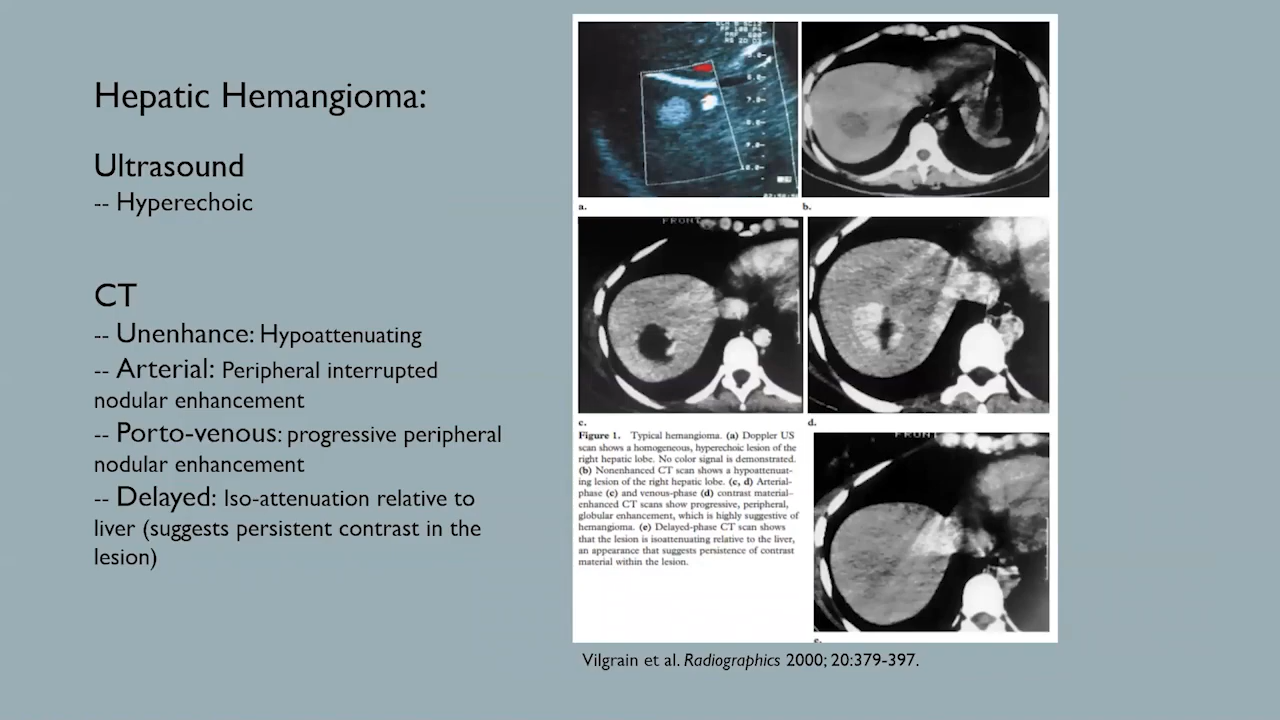 Hepatic Hemangioma:
Ultrasound
-- Hyperechoic
CT
-- Unenhance: Hypoattenuating
-- Arterial: Peripheral interrupted
nodular enhancement
-- Porto-venous: progressive peripheral
nodular enhancement
-- Delayed: Iso-attenuation relative to
liver (suggests persistent contrast in the
lesion)
a.
b.
FRONT
c.
d.
Figure 1. Typical hemangioma. (a) Doppler US
scan shows a homogeneous, hyperechoic lesion of the
right hepatic lobe. No color signal is demonstrated.
(b) Nonenhanced CT scan shows a hypoattenuat-
ing lesion of the right hepatic lobe. (c, d) Arterial-
phase (c) and venous-phase (d) contrast material–
enhanced CT scans show progressive, peripheral,
globular enhancement, which is highly suggestive of
hemangioma. (e) Delayed-phase CT scan shows
that the lesion is isoattenuating relative to the liver,
an appearance that suggests persistence of contrast
material within the lesion.
FRONT
e.
Vilgrain et al. Radiographics 2000; 20:379-397.